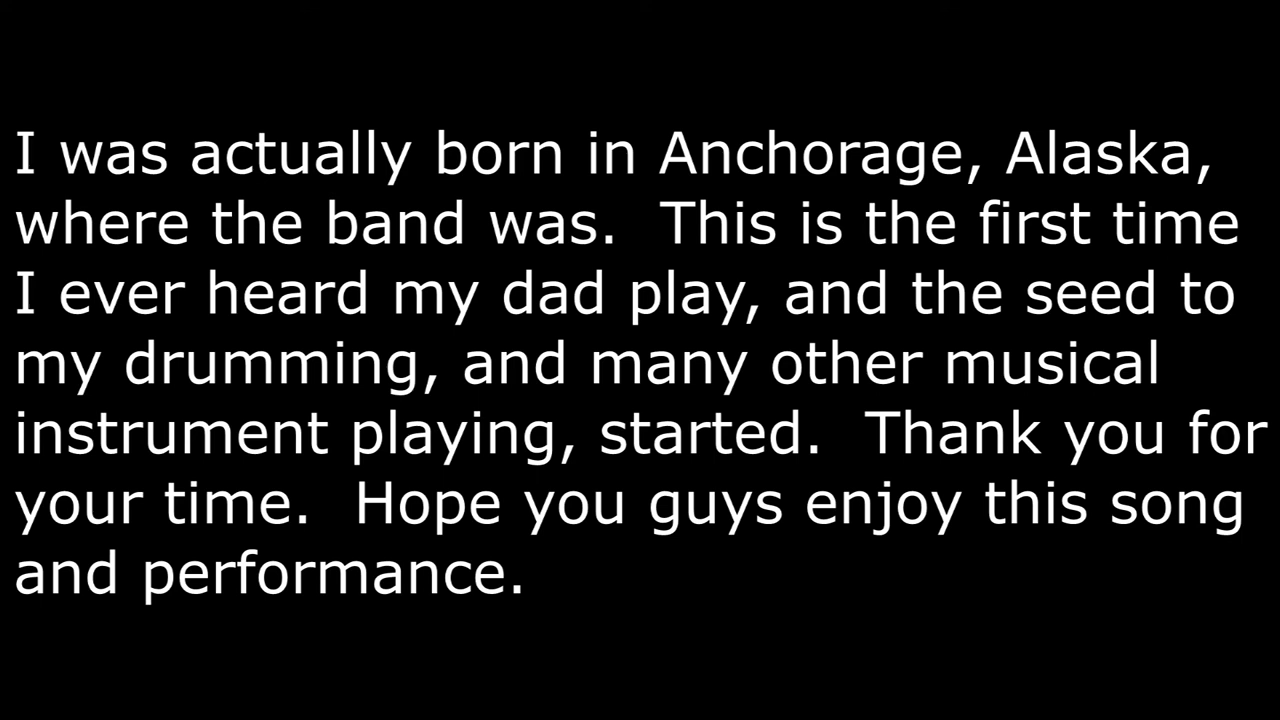 I was actually born in Anchorage, Alaska,
where the band was.  This is the first time
I ever heard my dad play, and the seed to
my drumming, and many other musical
instrument playing, started.  Thank you for
your time.  Hope you guys enjoy this song
and performance.